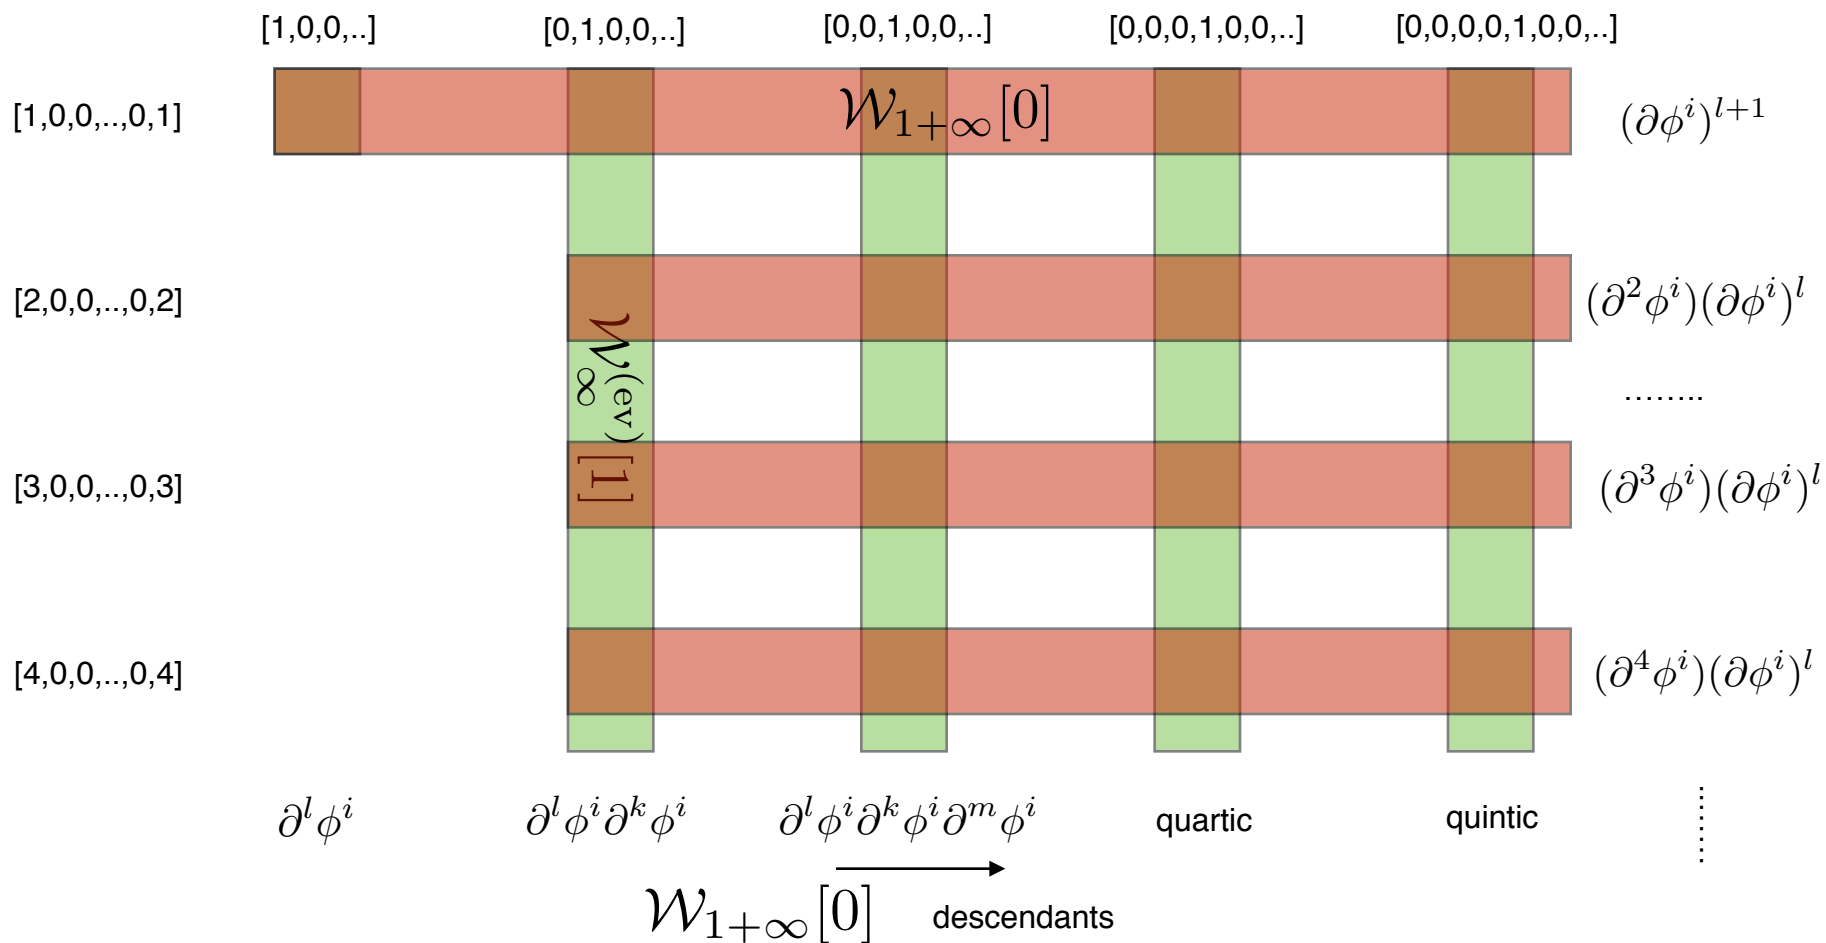 [1,0,0,..] [0,1,0,0,..] [0,0,1,0,0,..] [0,0,0,1,0,0,..] [0,0,0,0,1,0,0,..]
[1,0,0,..,0,1] 𝒲₁₊∞[0] (∂ϕⁱ)ˡ⁺¹
[2,0,0,..,0,2] (∂²ϕⁱ)(∂ϕⁱ)ˡ
𝒲∞⁽ᵉᵛ⁾[1]
........
[3,0,0,..,0,3] (∂³ϕⁱ)(∂ϕⁱ)ˡ
[4,0,0,..,0,4] (∂⁴ϕⁱ)(∂ϕⁱ)ˡ
∂ˡϕⁱ ∂ˡϕⁱ∂ᵏϕⁱ ∂ˡϕⁱ∂ᵏϕⁱ∂ᵐϕⁱ quartic quintic
𝒲₁₊∞[0] descendants